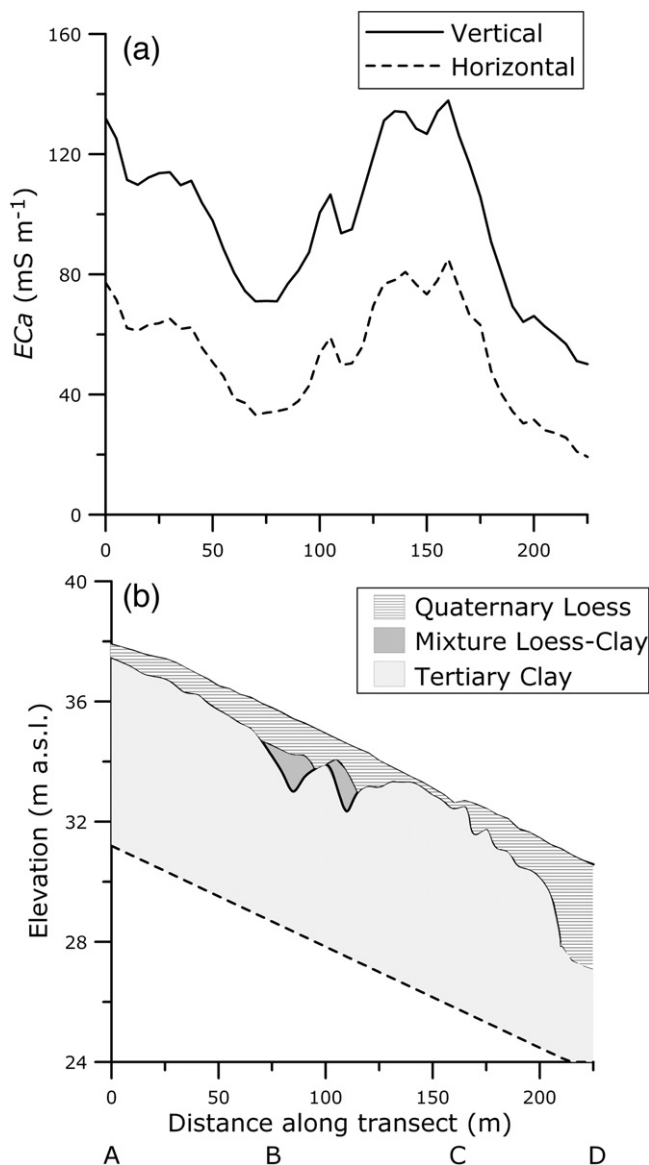 (a)
Vertical
Horizontal
160
120
80
40
0
ECa (mS m⁻¹)
0 50 100 150 200
(b)
Quaternary Loess
Mixture Loess-Clay
Tertiary Clay
40
36
32
28
24
Elevation (m a.s.l.)
0 50 100 150 200
Distance along transect (m)
A B C D